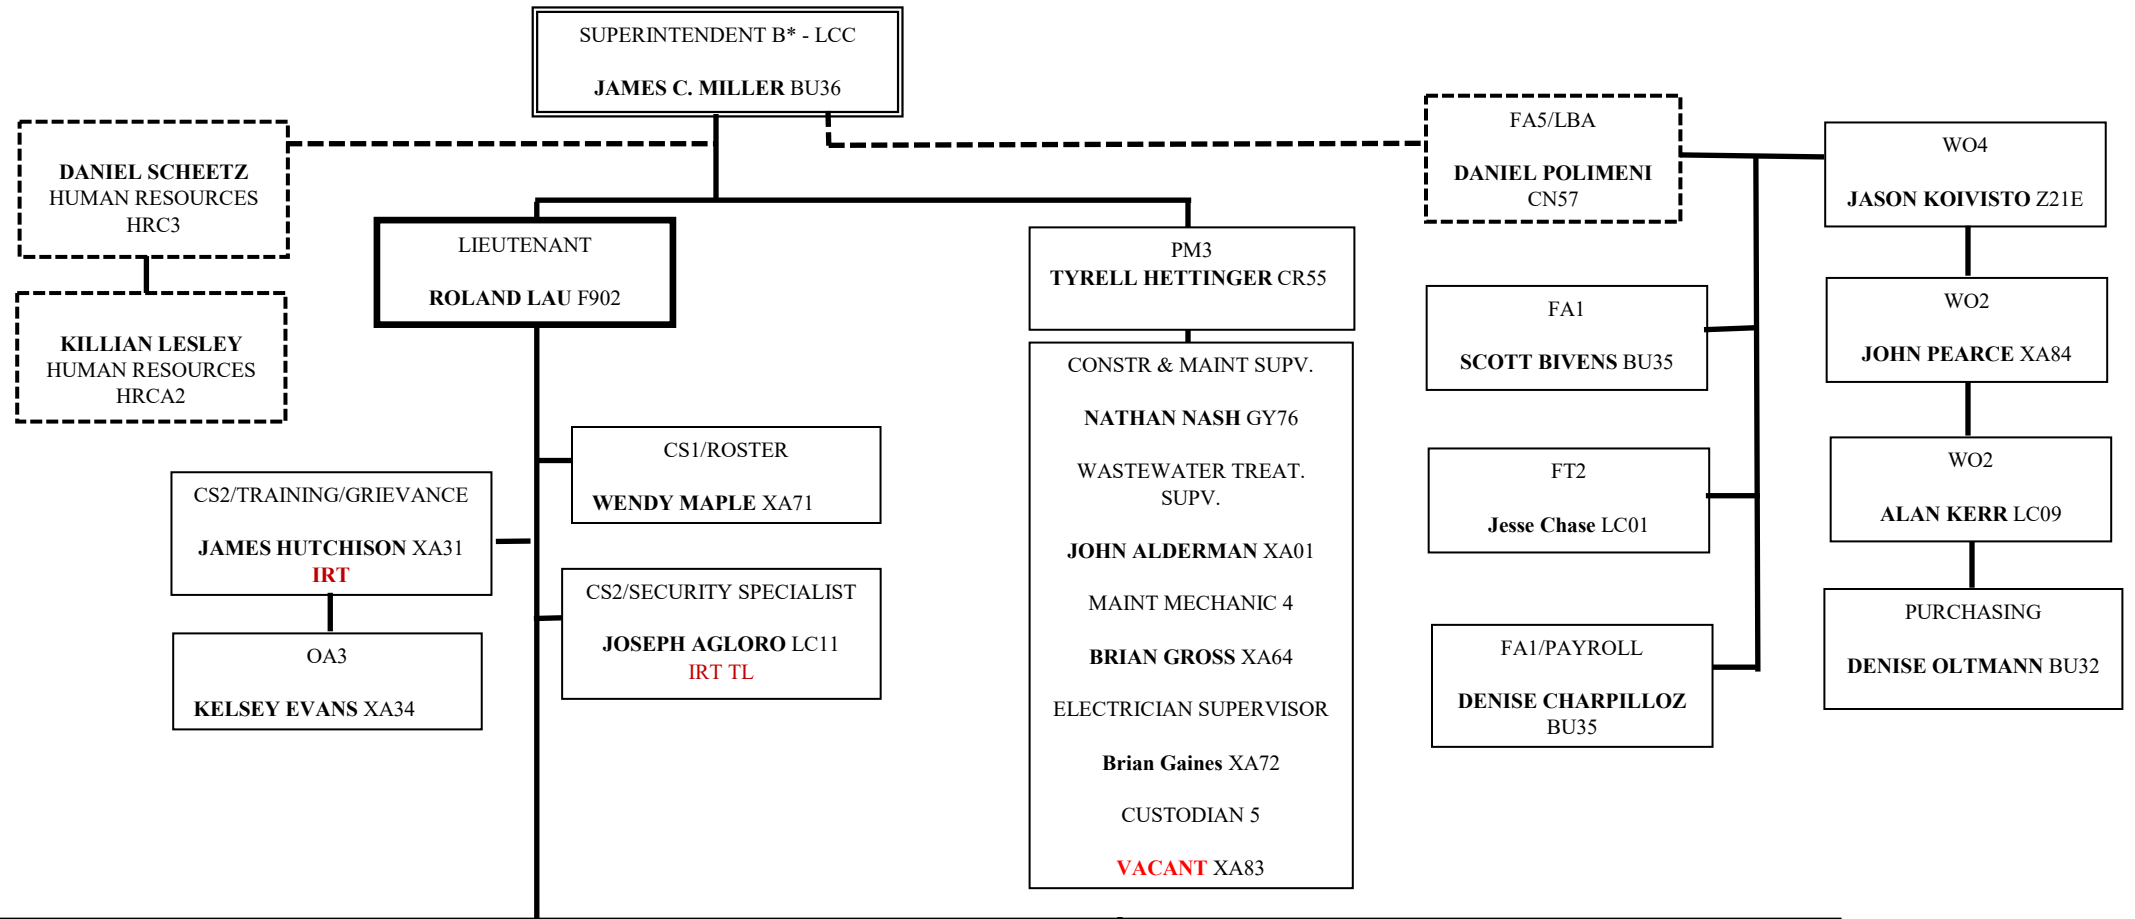 SUPERINTENDENT B* - LCC
JAMES C. MILLER BU36
DANIEL SCHEETZ
HUMAN RESOURCES
HRC3
KILLIAN LESLEY
HUMAN RESOURCES
HRCA2
LIEUTENANT
ROLAND LAU F902
CS1/ROSTER
WENDY MAPLE XA71
CS2/TRAINING/GRIEVANCE
JAMES HUTCHISON XA31
IRT
OA3
KELSEY EVANS XA34
CS2/SECURITY SPECIALIST
JOSEPH AGLORO LC11
IRT TL
PM3
TYRELL HETTINGER CR55
CONSTR & MAINT SUPV.
NATHAN NASH GY76
WASTEWATER TREAT.
SUPV.
JOHN ALDERMAN XA01
MAINT MECHANIC 4
BRIAN GROSS XA64
ELECTRICIAN SUPERVISOR
Brian Gaines XA72
CUSTODIAN 5
VACANT XA83
FA5/LBA
DANIEL POLIMENI
CN57
FA1
SCOTT BIVENS BU35
FT2
Jesse Chase LC01
FA1/PAYROLL
DENISE CHARPILLOZ
BU35
WO4
JASON KOIVISTO Z21E
WO2
JOHN PEARCE XA84
WO2
ALAN KERR LC09
PURCHASING
DENISE OLTMANN BU32